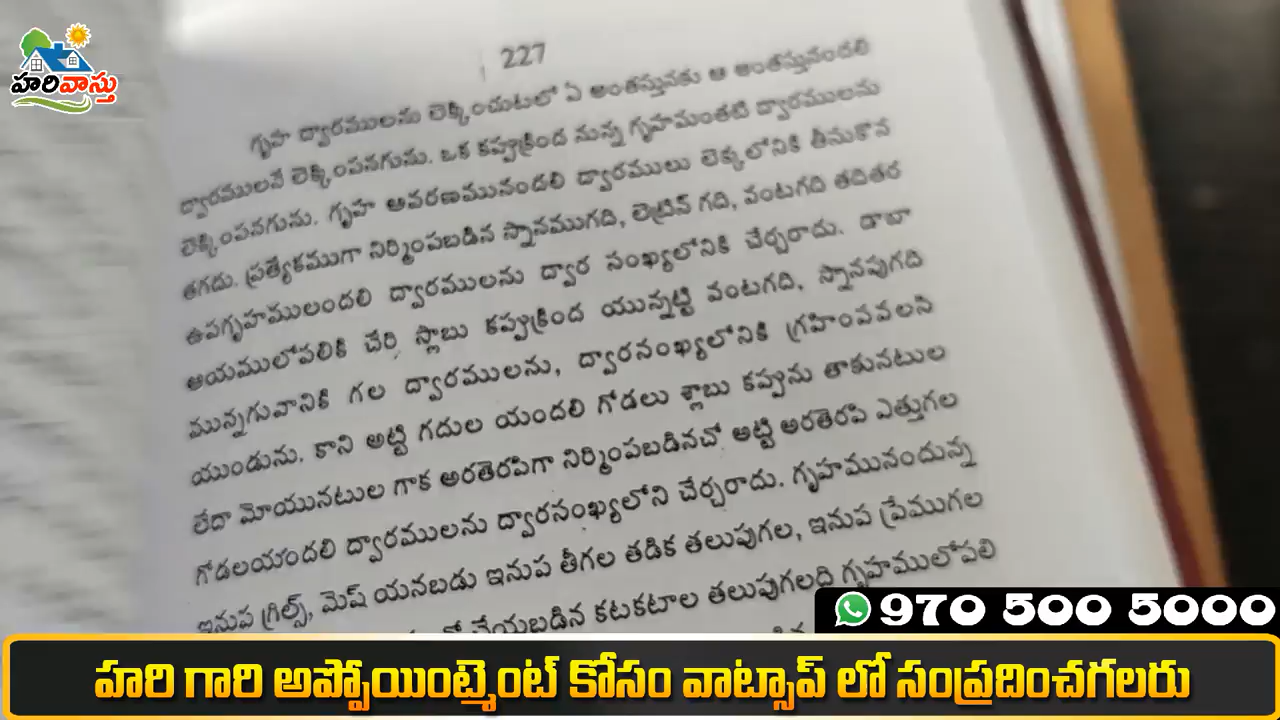 హరివాస్తు
227
గృహ ద్వారములను లెక్కించుటలో ఏ అంతస్తునకు ఆ అంతస్తునందలి
ద్వారములనే లెక్కింపనగును. ఒక కప్పుక్రింద నున్న గృహమంతటి ద్వారములను
లెక్కింపనగును. గృహ ఆవరణమునందలి ద్వారములు లెక్కలోనికి తీసుకొన
తగదు. ప్రత్యేకముగా నిర్మింపబడిన స్నానముగది, లెట్రిన్ గది, వంటగది తదితర
ఉపగృహములందలి ద్వారములను ద్వార సంఖ్యలోనికి చేర్చరాదు. డాబా
ఆయములోపలికి చేరి స్లాబు కప్పుక్రింద యున్నట్టి వంటగది, స్నానపుగది
మున్నగువానికి గల ద్వారములను, ద్వారసంఖ్యలోనికి గ్రహింపవలసి
యుండును. కాని అట్టి గదుల యందలి గోడలు శ్లాబు కప్పును తాకునటుల
లేదా మోయునటుల గాక అరతెరపిగా నిర్మింపబడినచో అట్టి అరతెరపి ఎత్తుగల
గోడలయందలి ద్వారములను ద్వారసంఖ్యలోని చేర్చరాదు. గృహమునందున్న
ఇనుప గ్రిల్స్, మెష్ యనబడు ఇనుప తీగల తడిక తలుపుగల, ఇనుప ప్రేముగల
చేయబడిన కటకటాల తలుపుగలది గృహములోపలి
970 500 5000
హరి గారి అప్పోయింట్మెంట్ కోసం వాట్సాప్ లో సంప్రదించగలరు